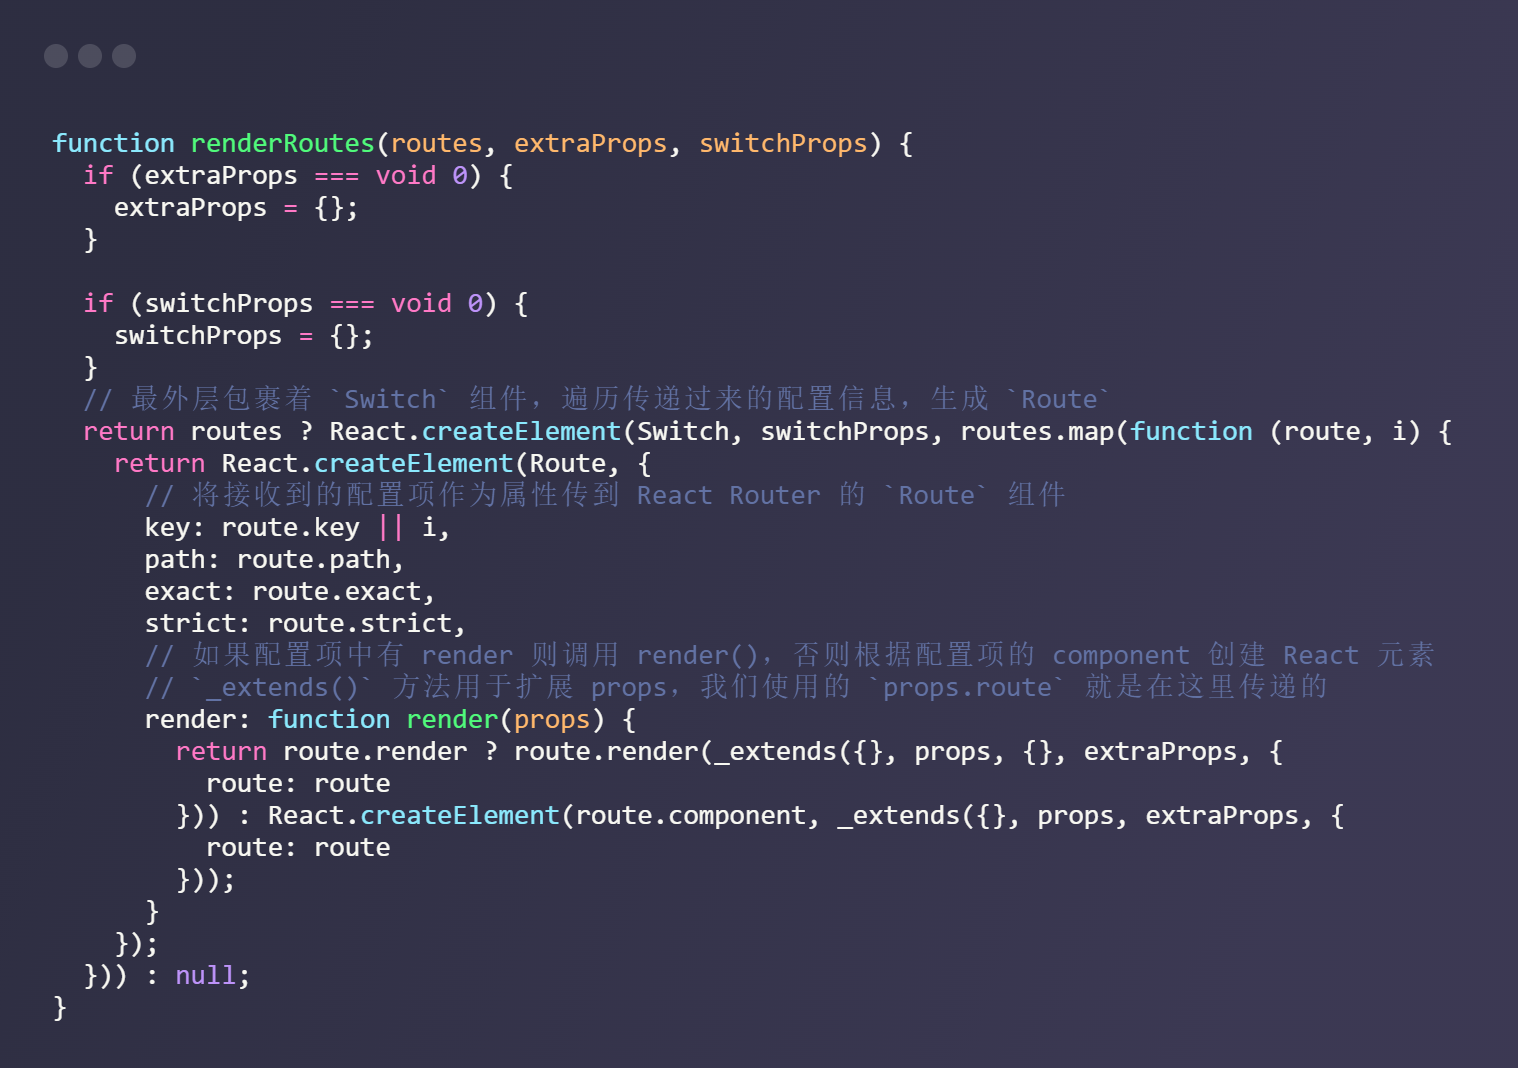 function renderRoutes(routes, extraProps, switchProps) {
  if (extraProps === void 0) {
    extraProps = {};
  }

  if (switchProps === void 0) {
    switchProps = {};
  }
  // 最外层包裹着 `Switch` 组件，遍历传递过来的配置信息，生成 `Route`
  return routes ? React.createElement(Switch, switchProps, routes.map(function (route, i) {
    return React.createElement(Route, {
      // 将接收到的配置项作为属性传到 React Router 的 `Route` 组件
      key: route.key || i,
      path: route.path,
      exact: route.exact,
      strict: route.strict,
      // 如果配置项中有 render 则调用 render()，否则根据配置项的 component 创建 React 元素
      // `_extends()` 方法用于扩展 props，我们使用的 `props.route` 就是在这里传递的
      render: function render(props) {
        return route.render ? route.render(_extends({}, props, {}, extraProps, {
          route: route
        })) : React.createElement(route.component, _extends({}, props, extraProps, {
          route: route
        }));
      }
    });
  })) : null;
}